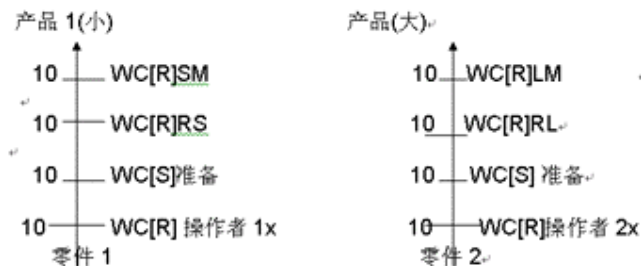 产品 1(小)
10 WC[R]SM
10 WC[R]RS
10 WC[S]准备
10 WC[R] 操作者 1x
零件 1
产品(大)
10 WC[R]LM
10 WC[R]RL
10 WC[S] 准备
10 WC[R]操作者 2x
零件 2